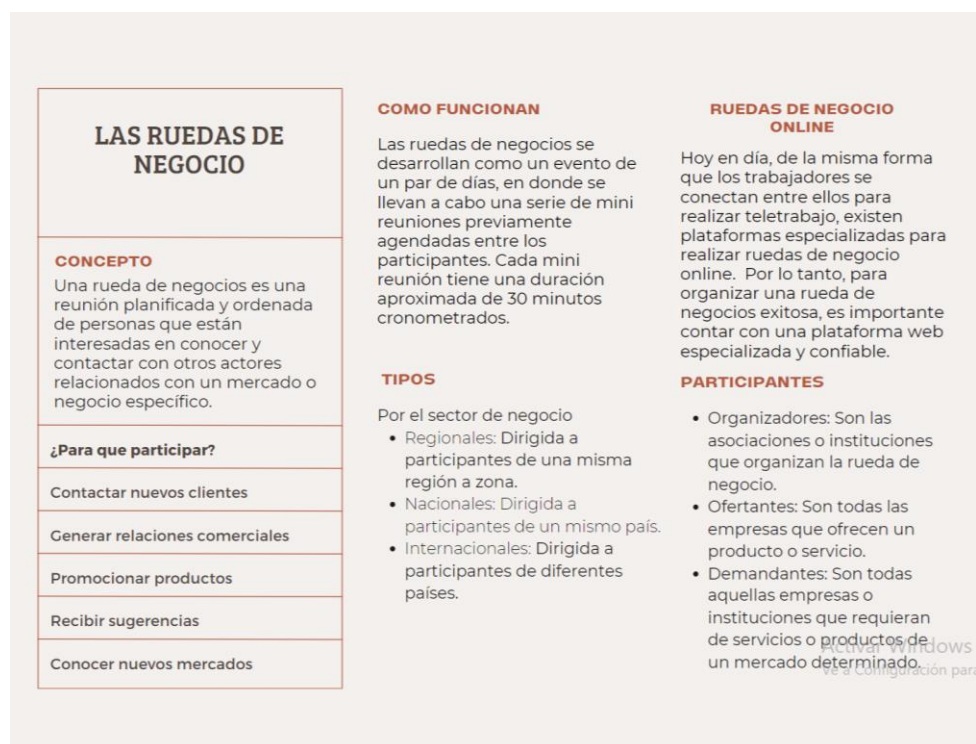 LAS RUEDAS DE
NEGOCIO
CONCEPTO
Una rueda de negocios es una
reunión planificada y ordenada
de personas que están
interesadas en conocer y
contactar con otros actores
relacionados con un mercado o
negocio específico.
¿Para que participar?
Contactar nuevos clientes
Generar relaciones comerciales
Promocionar productos
Recibir sugerencias
Conocer nuevos mercados
COMO FUNCIONAN
Las ruedas de negocios se
desarrollan como un evento de
un par de días, en donde se
llevan a cabo una serie de mini
reuniones previamente
agendadas entre los
participantes. Cada mini
reunión tiene una duración
aproximada de 30 minutos
cronometrados.
TIPOS
Por el sector de negocio
• Regionales: Dirigida a
participantes de una misma
región a zona.
• Nacionales: Dirigida a
participantes de un mismo país.
• Internacionales: Dirigida a
participantes de diferentes
países.
RUEDAS DE NEGOCIO
ONLINE
Hoy en día, de la misma forma
que los trabajadores se
conectan entre ellos para
realizar teletrabajo, existen
plataformas especializadas para
realizar ruedas de negocio
online. Por lo tanto, para
organizar una rueda de
negocios exitosa, es importante
contar con una plataforma web
especializada y confiable.
PARTICIPANTES
• Organizadores: Son las
asociaciones o instituciones
que organizan la rueda de
negocio.
• Ofertantes: Son todas las
empresas que ofrecen un
producto o servicio.
• Demandantes: Son todas
aquellas empresas o
instituciones que requieran
de servicios o productos de
un mercado determinado.
Activar Windows
Ve a Configuración para